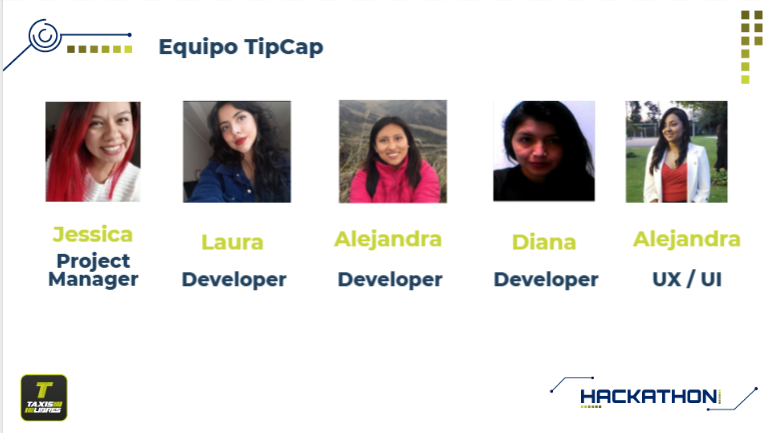 Equipo TipCap
Jessica
Project
Manager
Laura
Developer
Alejandra
Developer
Diana
Developer
Alejandra
UX / UI
T
TAXIS
LIBRES
HACKATHON